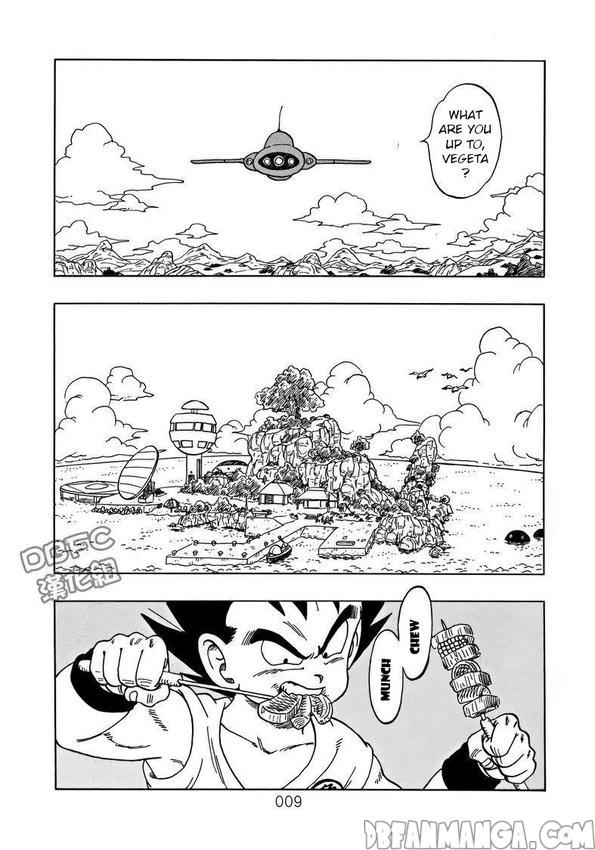 WHAT
ARE YOU
UP TO,
VEGETA
?
DBFC
漢化組
CHEW
MUNCH
009
DBFANMANGA.COM